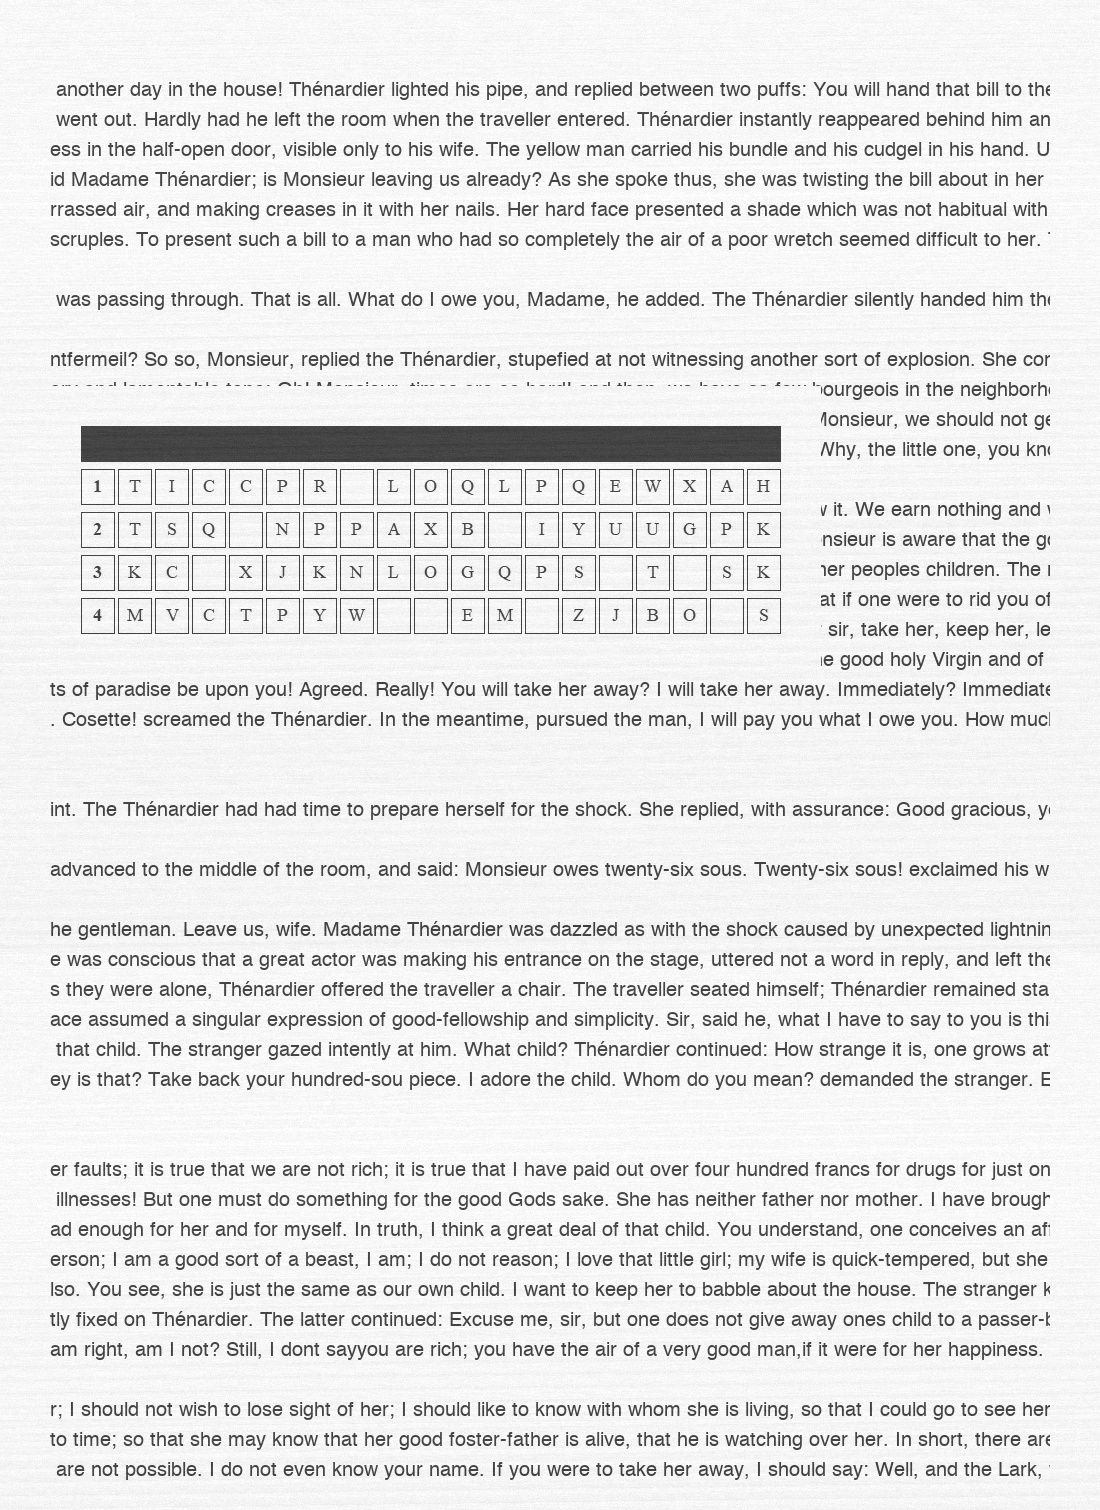 another day in the house! Thénardier lighted his pipe, and replied between two puffs: You will hand that bill to the
went out. Hardly had he left the room when the traveller entered. Thénardier instantly reappeared behind him an
ess in the half-open door, visible only to his wife. The yellow man carried his bundle and his cudgel in his hand. U
id Madame Thénardier; is Monsieur leaving us already? As she spoke thus, she was twisting the bill about in her
rrassed air, and making creases in it with her nails. Her hard face presented a shade which was not habitual with
scruples. To present such a bill to a man who had so completely the air of a poor wretch seemed difficult to her.
was passing through. That is all. What do I owe you, Madame, he added. The Thénardier silently handed him the
ntfermeil? So so, Monsieur, replied the Thénardier, stupefied at not witnessing another sort of explosion. She con
bourgeois in the neighborho
Monsieur, we should not ge
Why, the little one, you kno
1 T I C C P R L O Q L P Q E W X A H
2 T S Q N P P A X B I Y U U G P K
3 K C X J K N L O G Q P S T S K
4 M V C T P Y W E M Z J B O S
it. We earn nothing and
nsieur is aware that the go
her peoples children. The
at if one were to rid you of
sir, take her, keep her, le
e good holy Virgin and of
ts of paradise be upon you! Agreed. Really! You will take her away? I will take her away. Immediately? Immediate
. Cosette! screamed the Thénardier. In the meantime, pursued the man, I will pay you what I owe you. How much
int. The Thénardier had had time to prepare herself for the shock. She replied, with assurance: Good gracious, yo
advanced to the middle of the room, and said: Monsieur owes twenty-six sous. Twenty-six sous! exclaimed his w
he gentleman. Leave us, wife. Madame Thénardier was dazzled as with the shock caused by unexpected lightnin
e was conscious that a great actor was making his entrance on the stage, uttered not a word in reply, and left the
s they were alone, Thénardier offered the traveller a chair. The traveller seated himself; Thénardier remained sta
ace assumed a singular expression of good-fellowship and simplicity. Sir, said he, what I have to say to you is thi
that child. The stranger gazed intently at him. What child? Thénardier continued: How strange it is, one grows at
ey is that? Take back your hundred-sou piece. I adore the child. Whom do you mean? demanded the stranger. E
er faults; it is true that we are not rich; it is true that I have paid out over four hundred francs for drugs for just on
illnesses! But one must do something for the good Gods sake. She has neither father nor mother. I have brough
ad enough for her and for myself. In truth, I think a great deal of that child. You understand, one conceives an af
erson; I am a good sort of a beast, I am; I do not reason; I love that little girl; my wife is quick-tempered, but she
lso. You see, she is just the same as our own child. I want to keep her to babble about the house. The stranger k
tly fixed on Thénardier. The latter continued: Excuse me, sir, but one does not give away ones child to a passer-b
am right, am I not? Still, I dont sayyou are rich; you have the air of a very good man,if it were for her happiness.
r; I should not wish to lose sight of her; I should like to know with whom she is living, so that I could go to see her
to time; so that she may know that her good foster-father is alive, that he is watching over her. In short, there are
are not possible. I do not even know your name. If you were to take her away, I should say: Well, and the Lark,